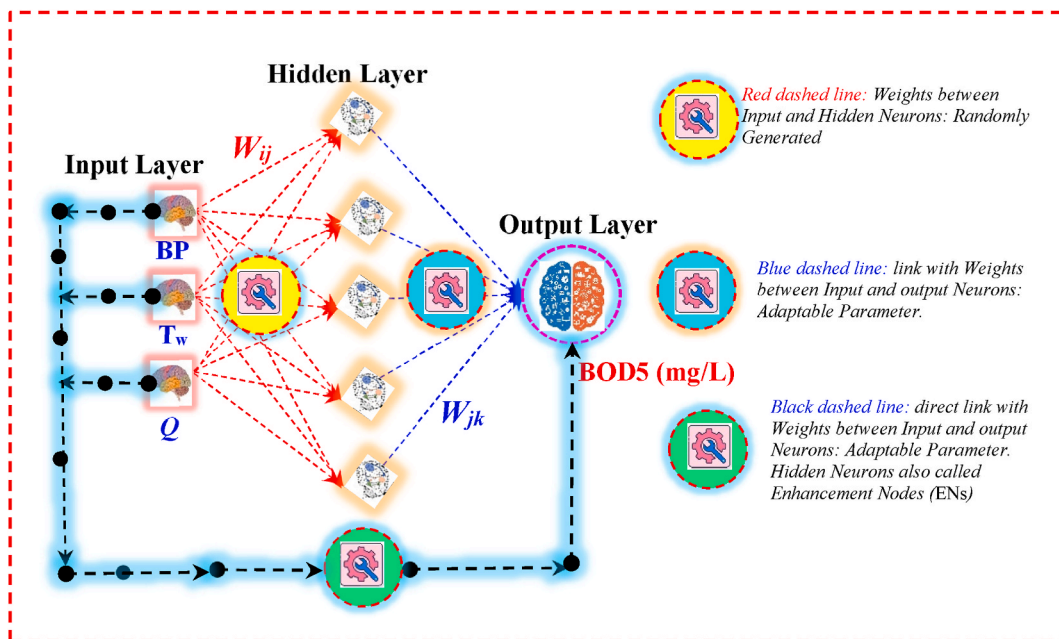 Hidden Layer
Red dashed line: Weights between
Input and Hidden Neurons: Randomly
Generated
Wij
Input Layer
BP
Output Layer
Blue dashed line: link with Weights
between Input and output Neurons:
Adaptable Parameter.
Tw
BOD5 (mg/L)
Q
Wjk
Black dashed line: direct link with
Weights between Input and output
Neurons: Adaptable Parameter.
Hidden Neurons also called
Enhancement Nodes (ENs)